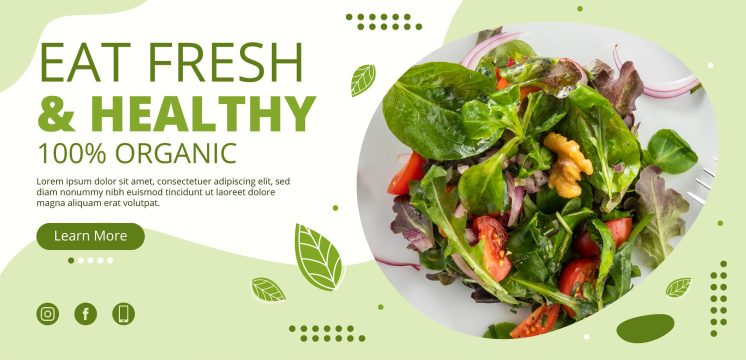 EAT FRESH
& HEALTHY
100% ORGANIC
Lorem ipsum dolor sit amet, consectetuer adipiscing elit, sed
diam nonummy nibh euismod tincidunt ut laoreet dolore
magna aliquam erat volutpat.
Learn More